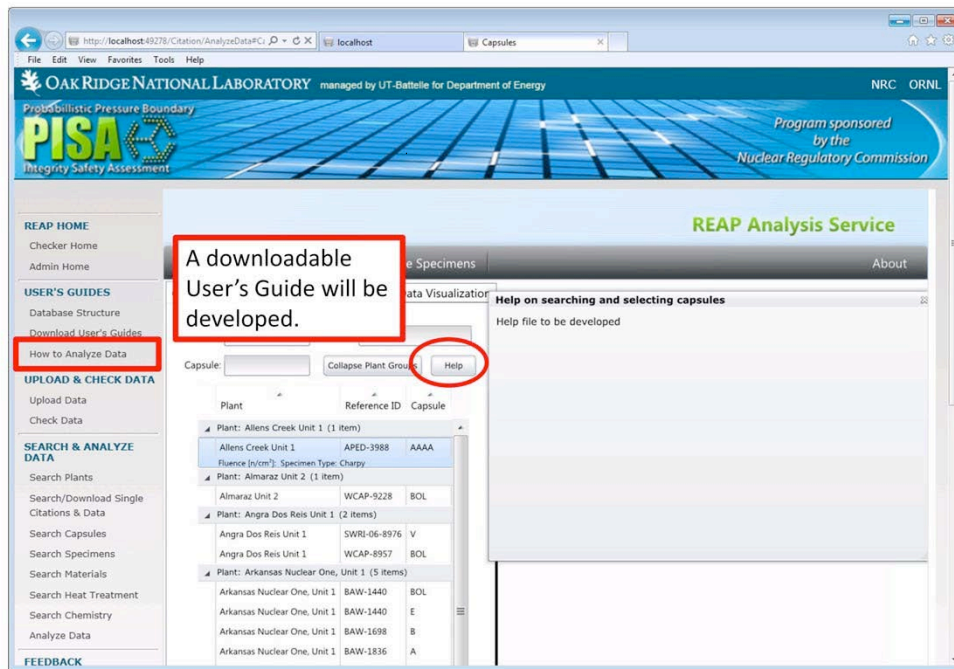 http://localhost:49278/Citation/AnalyzeData#C
localhost
Capsules
File Edit View Favorites Tools Help
OAK RIDGE NATIONAL LABORATORY managed by UT-Battelle for Department of Energy
NRC ORNL
Probabillistic Pressure Boundary
PISA
Integrity Safety Assessment
Program sponsored
by the
Nuclear Regulatory Commission
REAP HOME
Checker Home
Admin Home
USER'S GUIDES
Database Structure
Download User's Guides
How to Analyze Data
UPLOAD & CHECK DATA
Upload Data
Check Data
SEARCH & ANALYZE
DATA
Search Plants
Search/Download Single
Citations & Data
Search Capsules
Search Specimens
Search Materials
Search Heat Treatment
Search Chemistry
Analyze Data
FEEDBACK
REAP Analysis Service
Specimens
About
A downloadable
User's Guide will be
developed.
Visualization
Help on searching and selecting capsules
Help file to be developed
Capsule:
Collapse Plant Groups
Help
Plant Reference ID Capsule
Plant: Allens Creek Unit 1 (1 item)
Allens Creek Unit 1 APED-3988 AAAA
Fluence [n/cm²]: Specimen Type: Charpy
Plant: Almaraz Unit 2 (1 item)
Almaraz Unit 2 WCAP-9228 BOL
Plant: Angra Dos Reis Unit 1 (2 items)
Angra Dos Reis Unit 1 SWRI-06-8976 V
Angra Dos Reis Unit 1 WCAP-8957 BOL
Plant: Arkansas Nuclear One, Unit 1 (5 items)
Arkansas Nuclear One, Unit 1 BAW-1440 BOL
Arkansas Nuclear One, Unit 1 BAW-1440 E
Arkansas Nuclear One, Unit 1 BAW-1698 B
Arkansas Nuclear One, Unit 1 BAW-1836 A